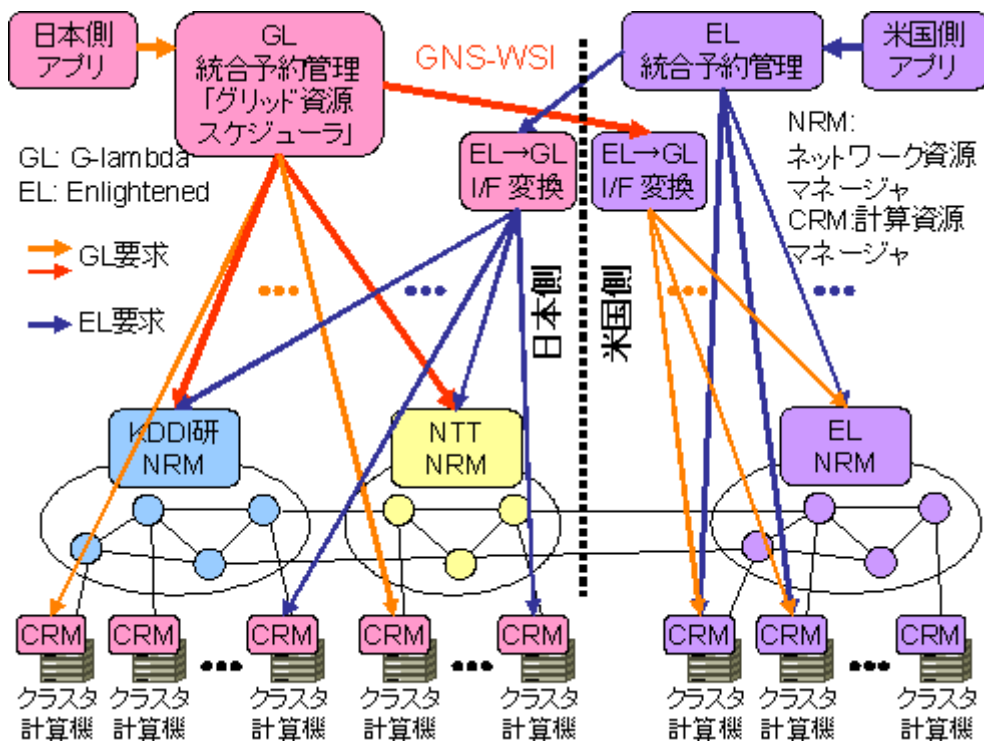 日本側
アプリ
GL
統合予約管理
「グリッド資源
スケジューラ」
GNS-WSI
EL
統合予約管理
米国側
アプリ
GL: G-lambda
EL: Enlightened
EL→GL
I/F 変換
EL→GL
I/F 変換
NRM:
ネットワーク資源
マネージャ
CRM:計算資源
マネージャ
GL要求
EL要求
日本側
米国側
KDDI研
NRM
NTT
NRM
EL
NRM
CRM
CRM
CRM
CRM
CRM
CRM
CRM
CRM
クラスタ
計算機
クラスタ
計算機
クラスタ
計算機
クラスタ
計算機
クラスタ
計算機
クラスタ
計算機
クラスタ
計算機
クラスタ
計算機